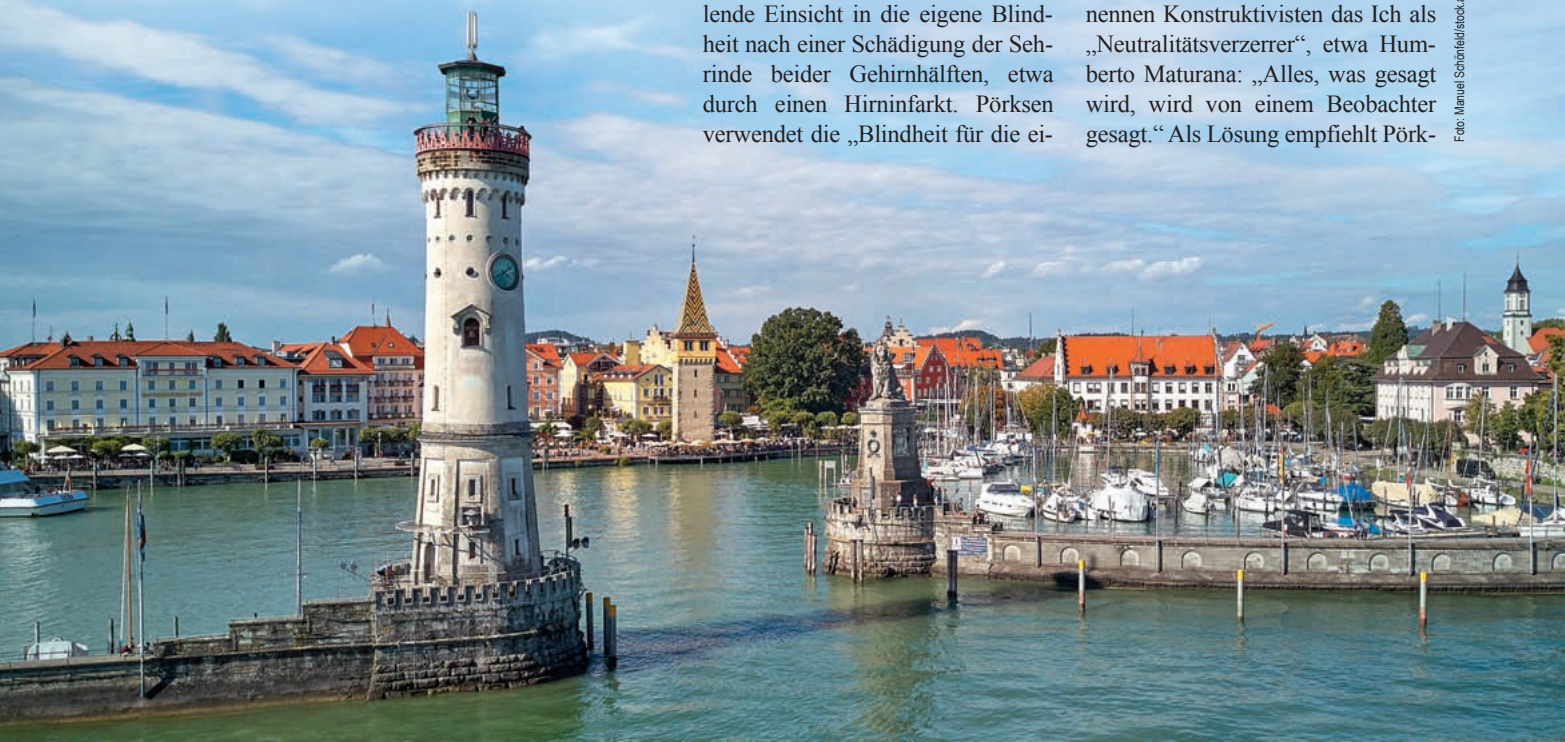 lende Einsicht in die eigene Blind-
heit nach einer Schädigung der Seh-
rinde beider Gehirnhälften, etwa
durch einen Hirninfarkt. Pörksen
verwendet die „Blindheit für die ei-
nennen Konstruktivisten das Ich als
„Neutralitätsverzerrer“, etwa Hum-
berto Maturana: „Alles, was gesagt
wird, wird von einem Beobachter
gesagt.“ Als Lösung empfiehlt Pörk-
Foto: Manuel Schönfeld/stock.a